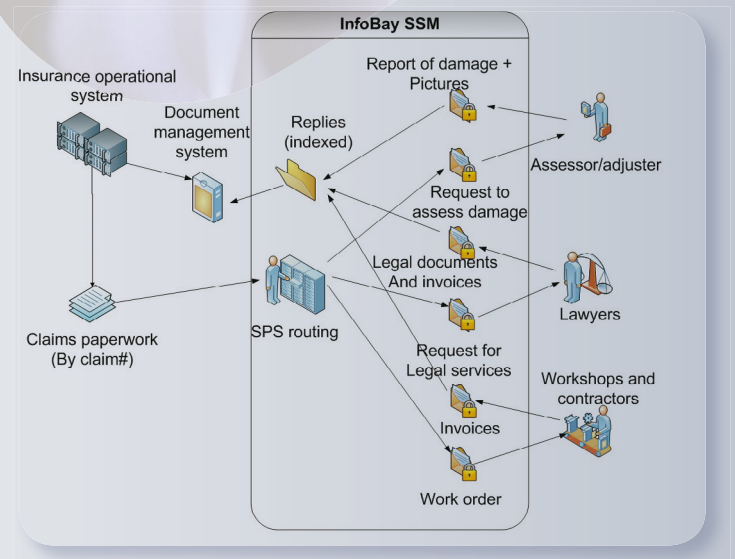 InfoBay SSM
Insurance operational
system
Document
management
system
Replies
(indexed)
Report of damage +
Pictures
Assessor/adjuster
Request to
assess damage
Legal documents
And invoices
Lawyers
Claims paperwork
(By claim#)
SPS routing
Request for
Legal services
Workshops and
contractors
Invoices
Work order